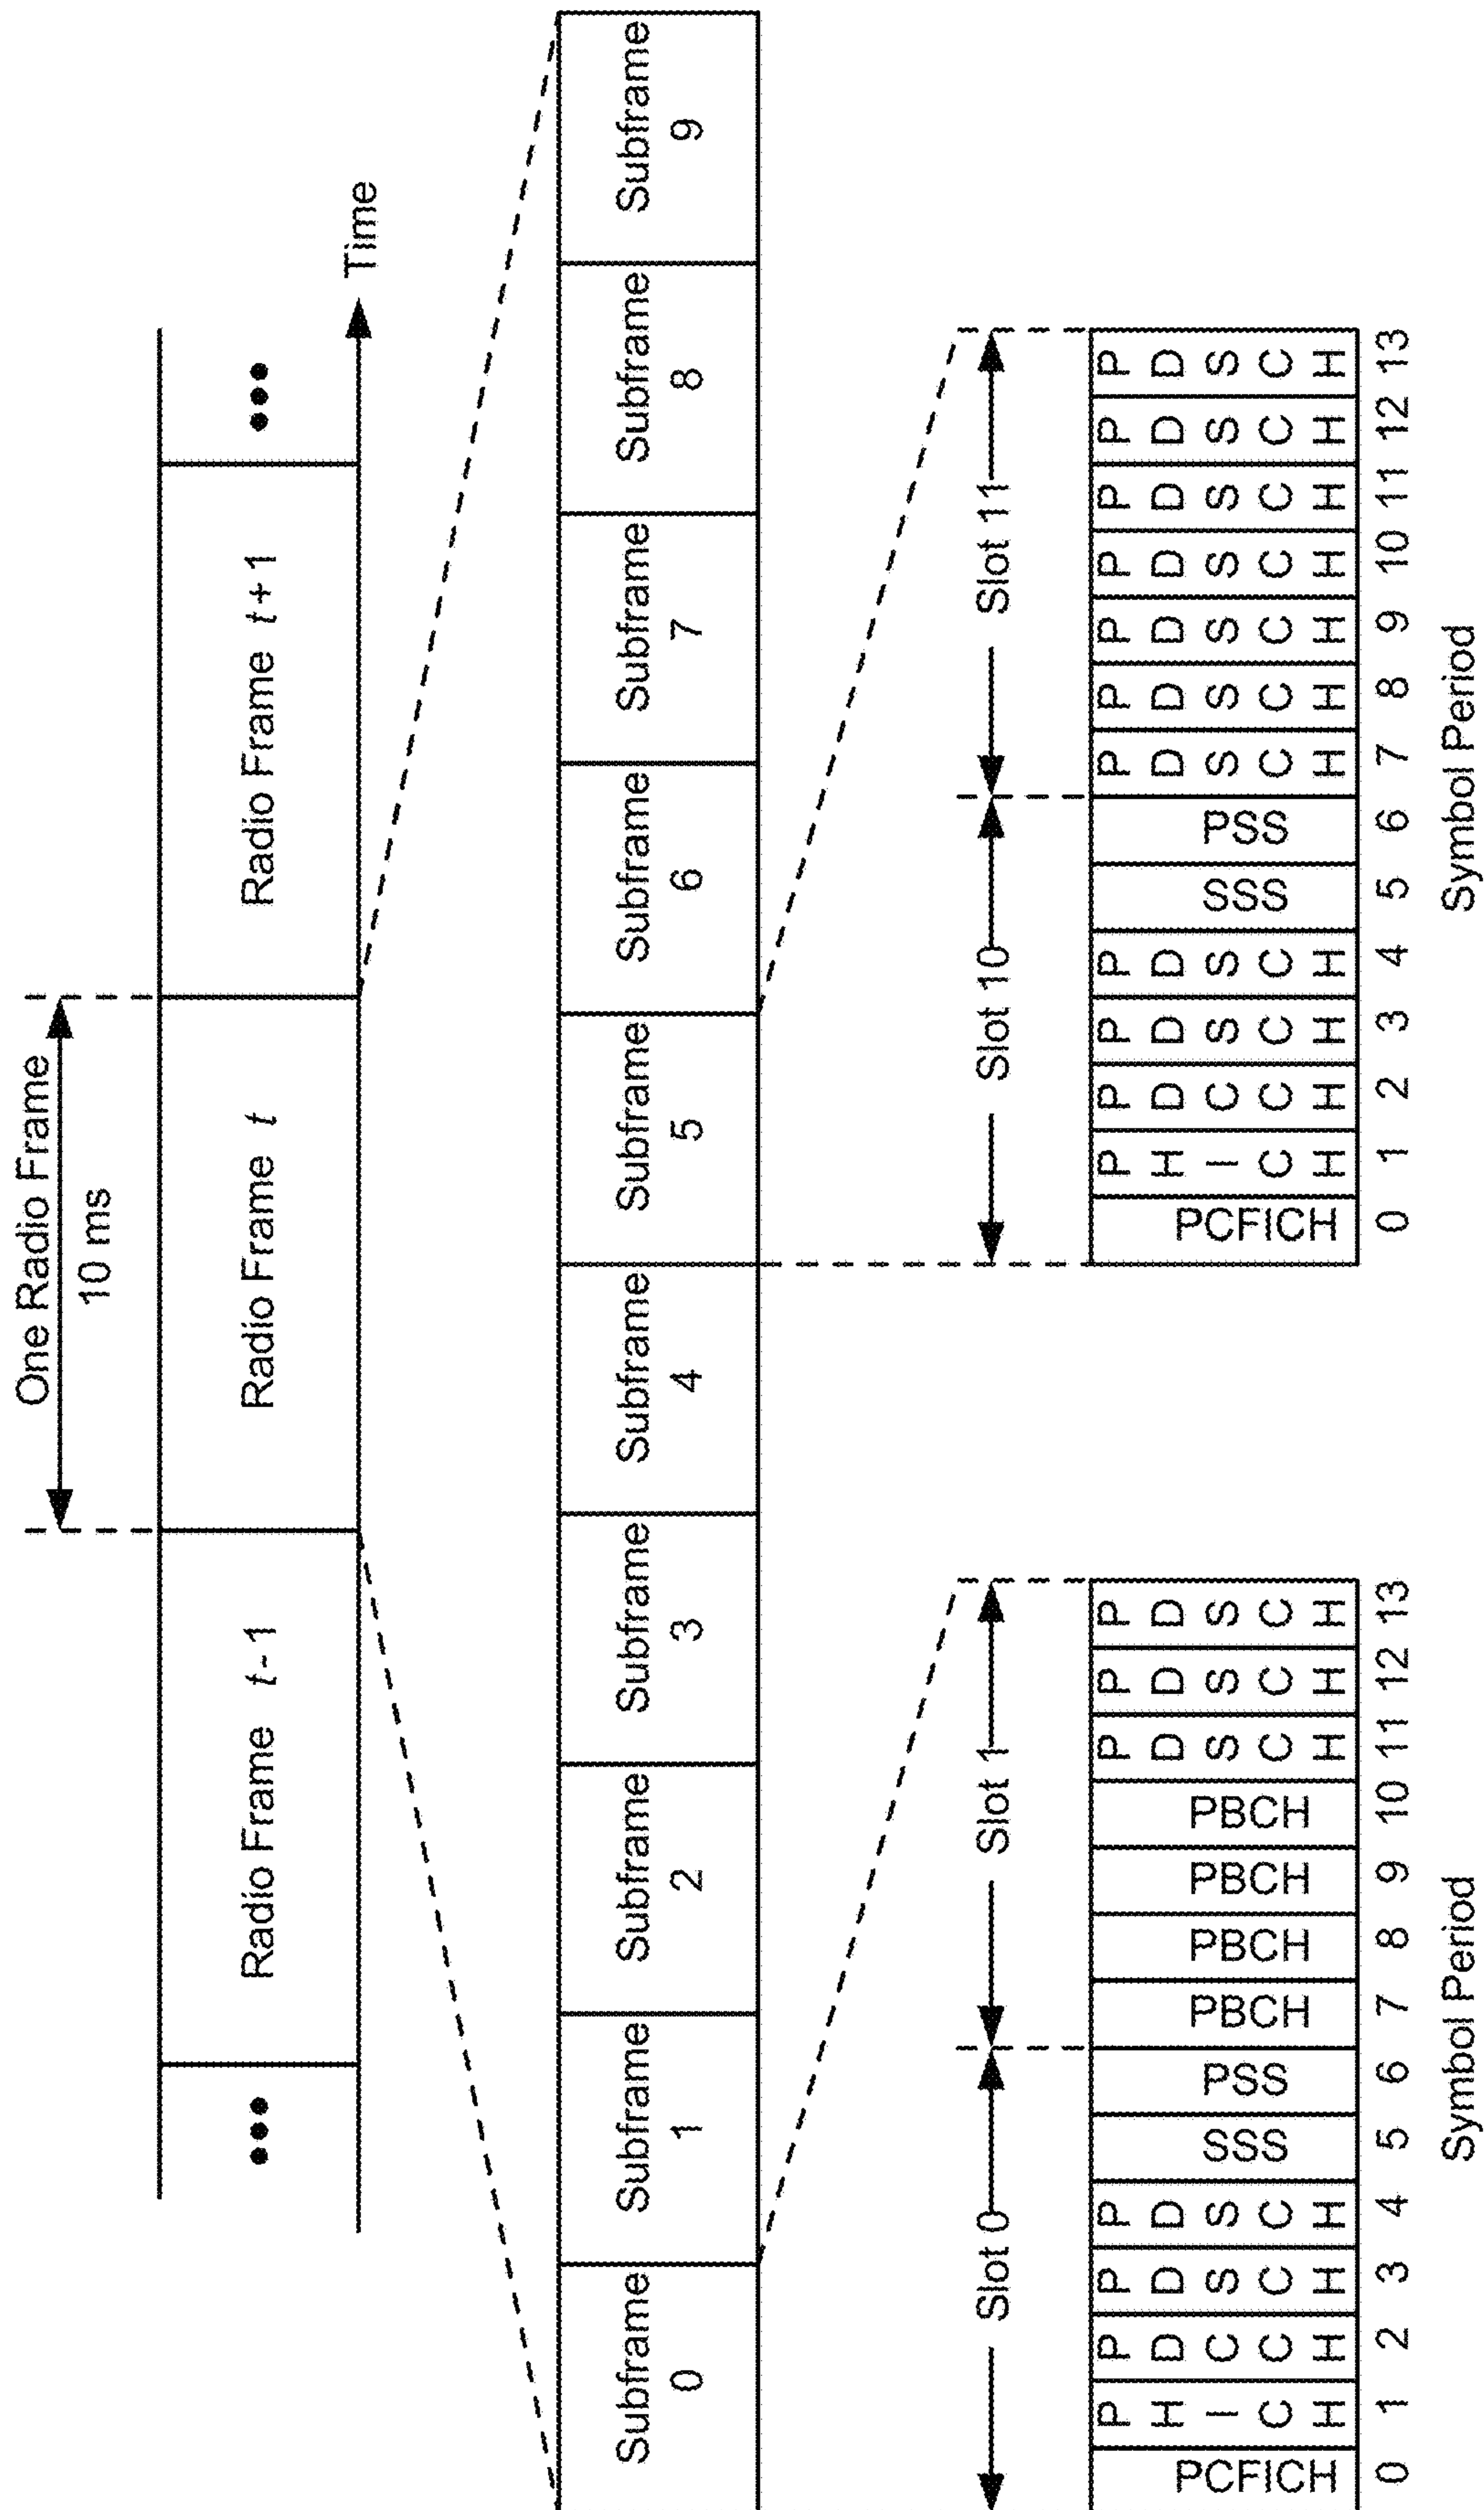 One Radio Frame
10 ms
••• Radio Frame t-1 Radio Frame t Radio Frame t+1 •••
Time
Subframe 0 Subframe 1 Subframe 2 Subframe 3 Subframe 4 Subframe 5 Subframe 6 Subframe 7 Subframe 8 Subframe 9
Slot 0 Slot 1
PCFICH PHICH PDCCH PDSCH PDSCH SSS PSS PBCH PBCH PBCH PBCH PDSCH PDSCH PDSCH
0 1 2 3 4 5 6 7 8 9 10 11 12 13
Symbol Period
Slot 10 Slot 11
PCFICH PHICH PDCCH PDSCH PDSCH SSS PSS PDSCH PDSCH PDSCH PDSCH PDSCH PDSCH PDSCH
0 1 2 3 4 5 6 7 8 9 10 11 12 13
Symbol Period